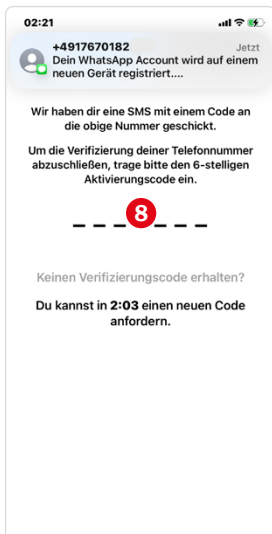 02:21
+4917670182
Jetzt
Dein WhatsApp Account wird auf einem
neuen Gerät registriert....
Wir haben dir eine SMS mit einem Code an
die obige Nummer geschickt.
Um die Verifizierung deiner Telefonnummer
abzuschließen, trage bitte den 6-stelligen
Aktivierungscode ein.
8
Keinen Verifizierungscode erhalten?
Du kannst in 2:03 einen neuen Code
anfordern.